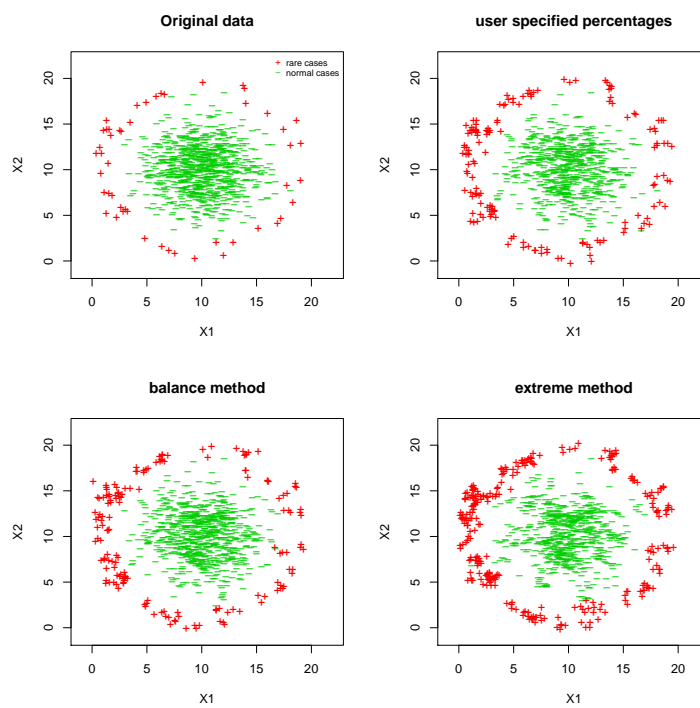 Original data
+ rare cases
− normal cases
X2
20
15
10
5
0
0 5 10 15 20
X1
user specified percentages
X2
20
15
10
5
0
0 5 10 15 20
X1
balance method
X2
20
15
10
5
0
0 5 10 15 20
X1
extreme method
X2
20
15
10
5
0
0 5 10 15 20
X1